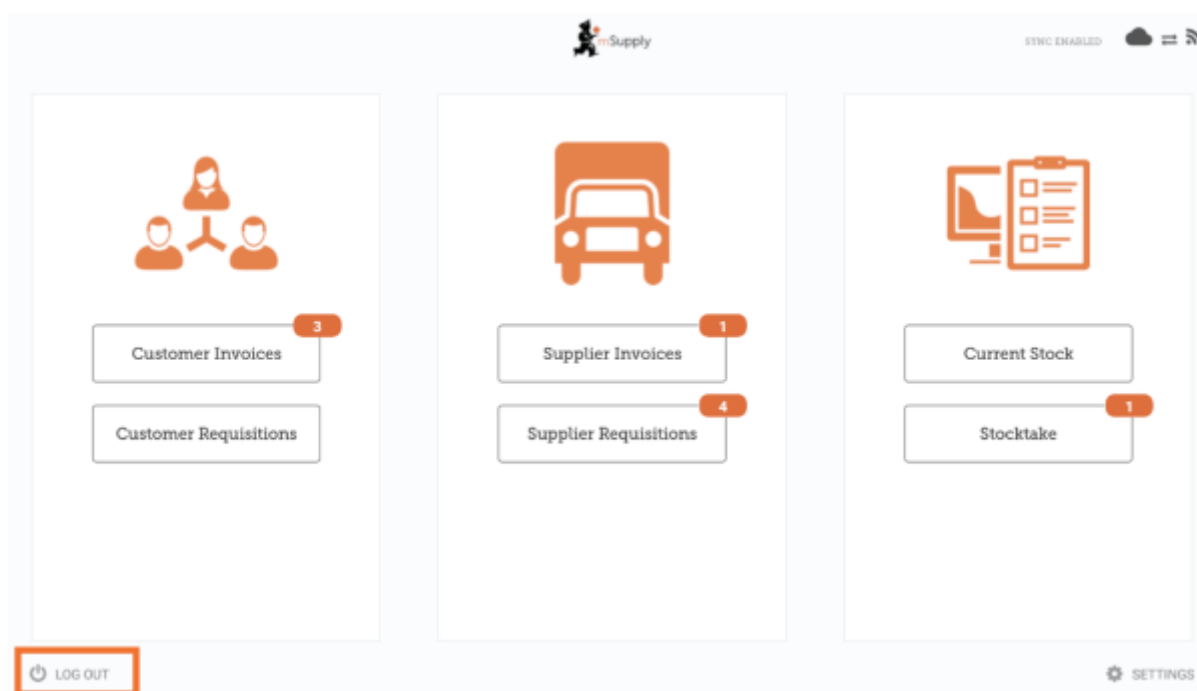 mSupply
SYNC ENABLED
3
Customer Invoices
Customer Requisitions
1
Supplier Invoices
4
Supplier Requisitions
Current Stock
1
Stocktake
LOG OUT
SETTINGS